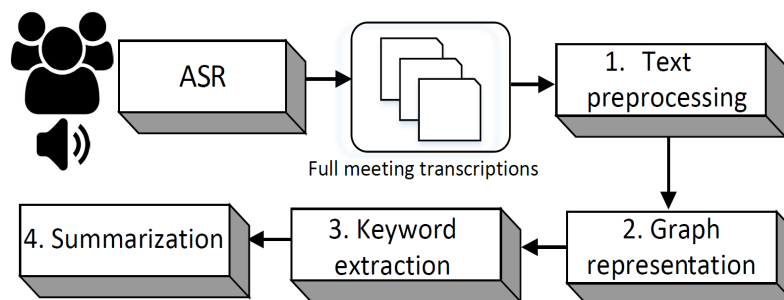 ASR
Full meeting transcriptions
1. Text
preprocessing
2. Graph
representation
3. Keyword
extraction
4. Summarization